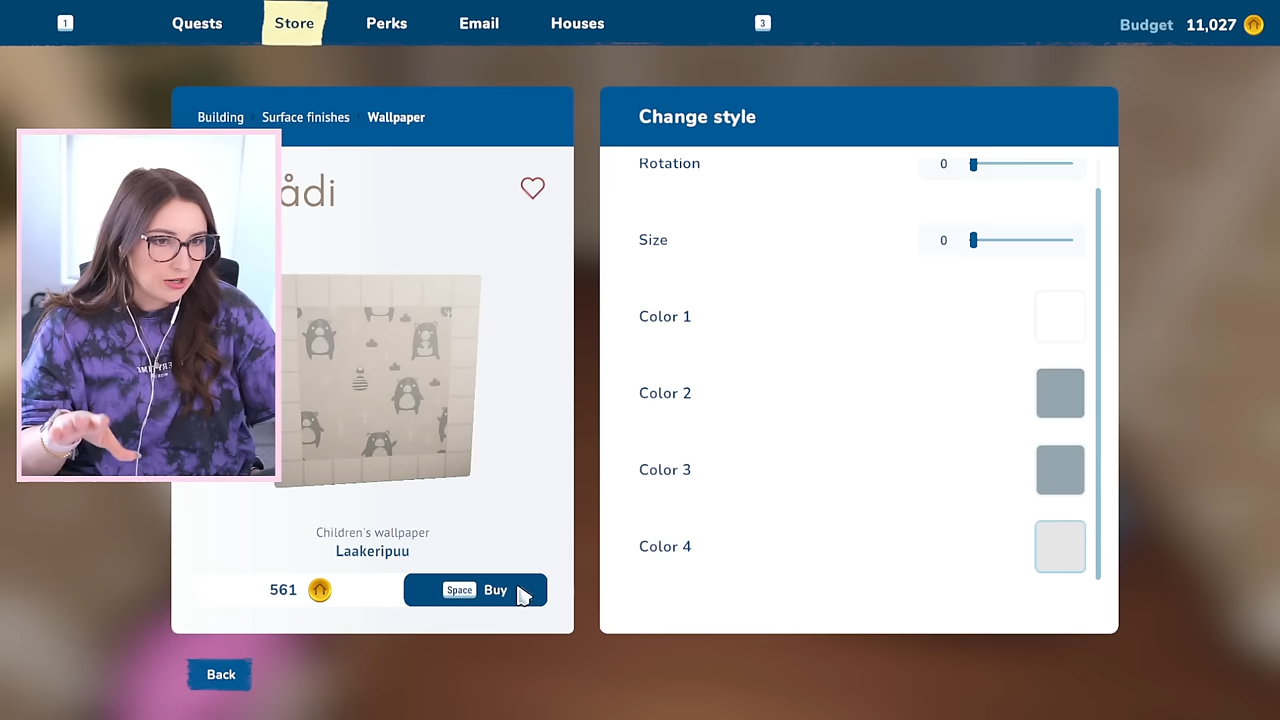 1 Quests Store Perks Email Houses 3 Budget 11,027
Building Surface finishes Wallpaper
ådi
Children's wallpaper
Laakeripuu
561 Space Buy
Back
Change style
Rotation 0
Size 0
Color 1
Color 2
Color 3
Color 4